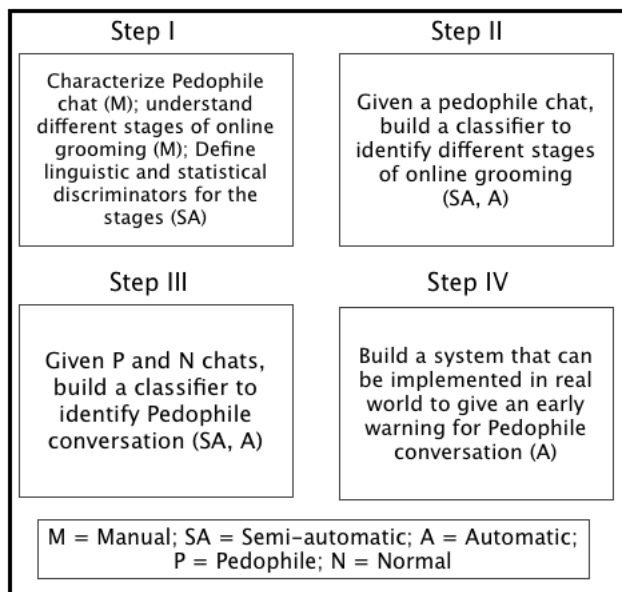 Step I
Characterize Pedophile
chat (M); understand
different stages of online
grooming (M); Define
linguistic and statistical
discriminators for the
stages (SA)
Step II
Given a pedophile chat,
build a classifier to
identify different stages
of online grooming
(SA, A)
Step III
Given P and N chats,
build a classifier to
identify Pedophile
conversation (SA, A)
Step IV
Build a system that can
be implemented in real
world to give an early
warning for Pedophile
conversation (A)
M = Manual; SA = Semi-automatic; A = Automatic;
P = Pedophile; N = Normal